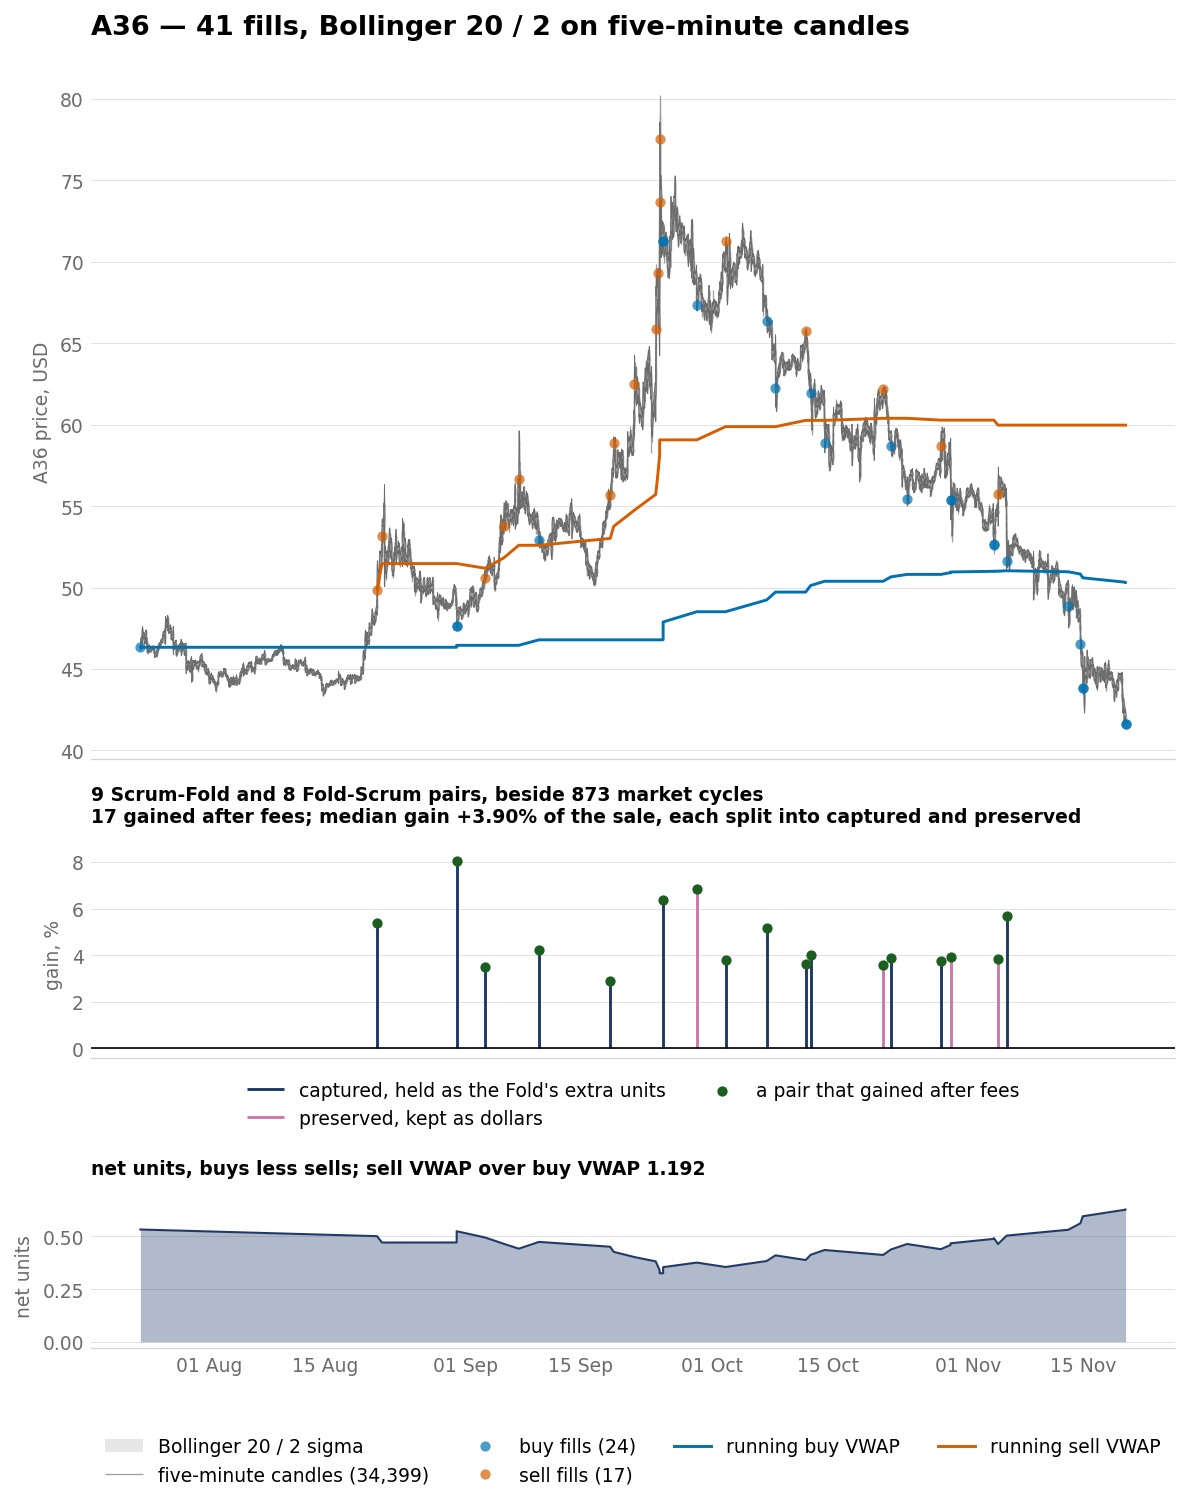 A36 — 41 fills, Bollinger 20 / 2 on five-minute candles
A36 price, USD
80
75
70
65
60
55
50
45
40
9 Scrum-Fold and 8 Fold-Scrum pairs, beside 873 market cycles
17 gained after fees; median gain +3.90% of the sale, each split into captured and preserved
gain, %
8
6
4
2
0
captured, held as the Fold's extra units
a pair that gained after fees
preserved, kept as dollars
net units, buys less sells; sell VWAP over buy VWAP 1.192
net units
0.50
0.25
0.00
01 Aug
15 Aug
01 Sep
15 Sep
01 Oct
15 Oct
01 Nov
15 Nov
Bollinger 20 / 2 sigma
buy fills (24)
running buy VWAP
running sell VWAP
five-minute candles (34,399)
sell fills (17)